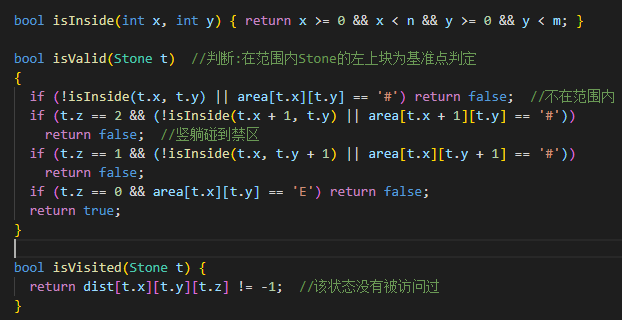 bool isInside(int x, int y) { return x >= 0 && x < n && y >= 0 && y < m; }
bool isValid(Stone t)  //判断:在范围内Stone的左上块为基准点判定
{
  if (!isInside(t.x, t.y) || area[t.x][t.y] == '#') return false;  //不在范围内
  if (t.z == 2 && (!isInside(t.x + 1, t.y) || area[t.x + 1][t.y] == '#'))
    return false;  //竖躺碰到禁区
  if (t.z == 1 && (!isInside(t.x, t.y + 1) || area[t.x][t.y + 1] == '#'))
    return false;
  if (t.z == 0 && area[t.x][t.y] == 'E') return false;
  return true;
}
bool isVisited(Stone t) {
  return dist[t.x][t.y][t.z] != -1;  //该状态没有被访问过
}